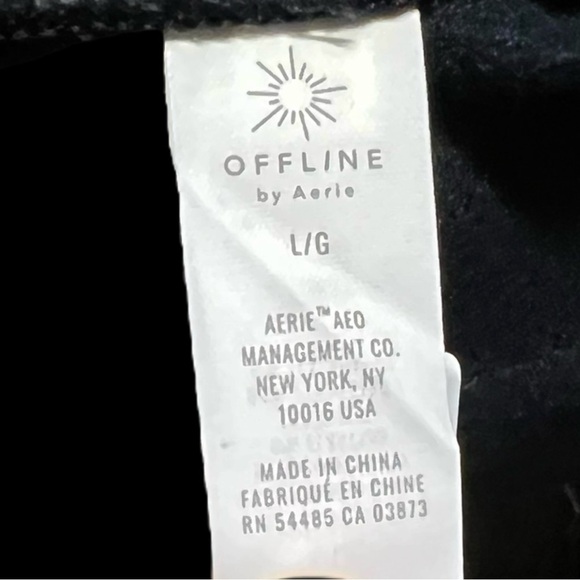 OFFLINE
by Aerie
L/G
AERIE™ AEO
MANAGEMENT CO.
NEW YORK, NY
10016 USA
MADE IN CHINA
FABRIQUÉ EN CHINE
RN 54485 CA 03873